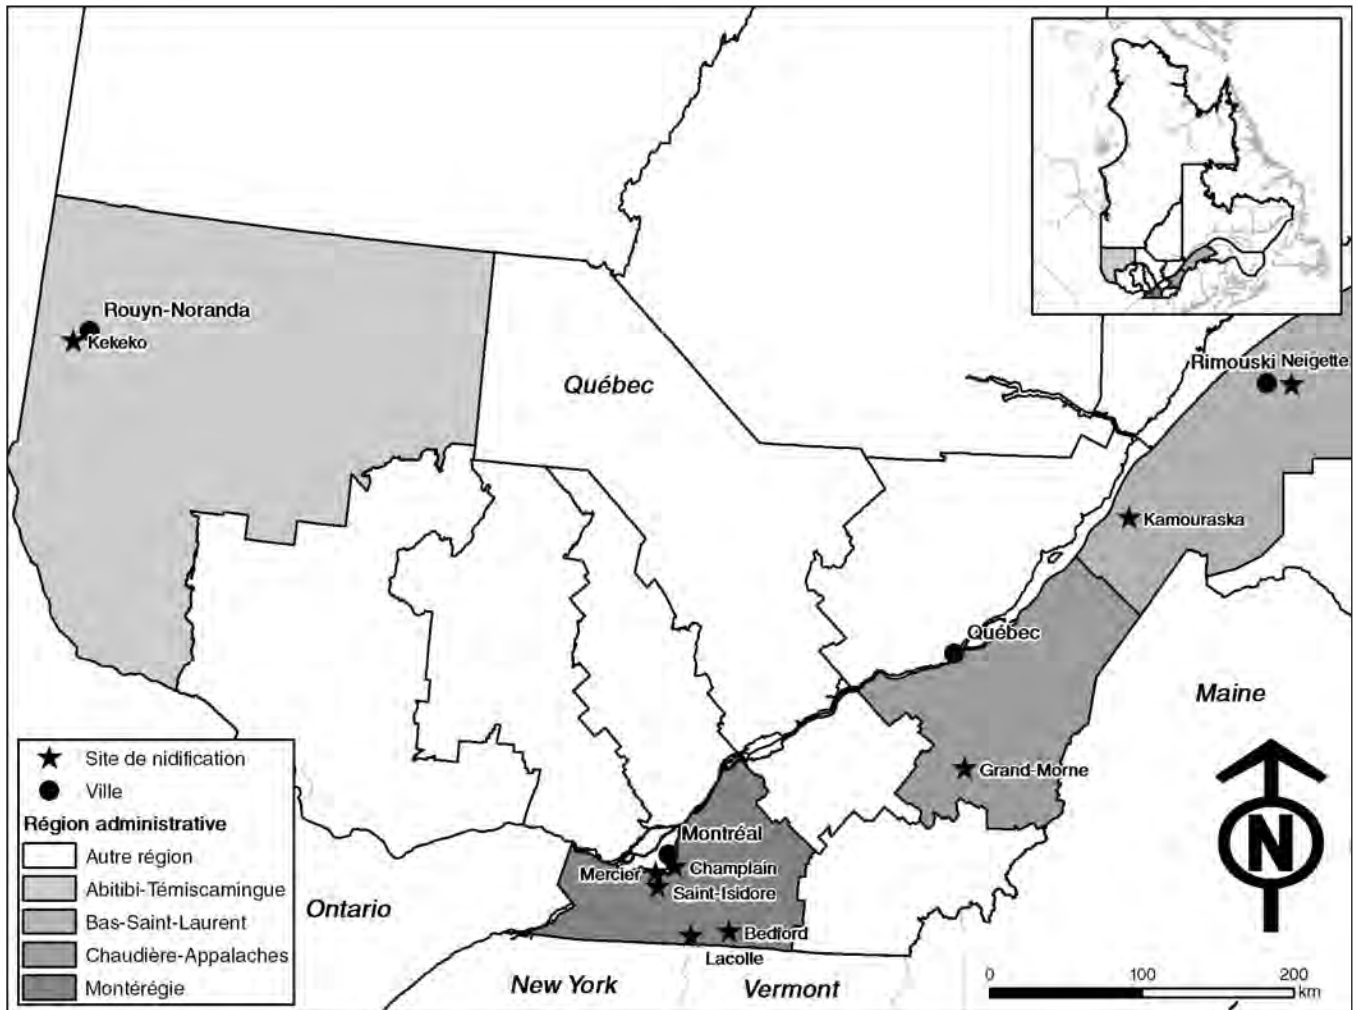 Rouyn-Noranda
Kekeko
Québec
Rimouski Neigette
Kamouraska
Québec
Maine
Grand-Morne
Montréal
Mercier
Champlain
Saint-Isidore
Ontario
Bedford
Lacolle
New York
Vermont
Site de nidification
Ville
Région administrative
Autre région
Abitibi-Témiscamingue
Bas-Saint-Laurent
Chaudière-Appalaches
Montérégie
N
0 100 200
km